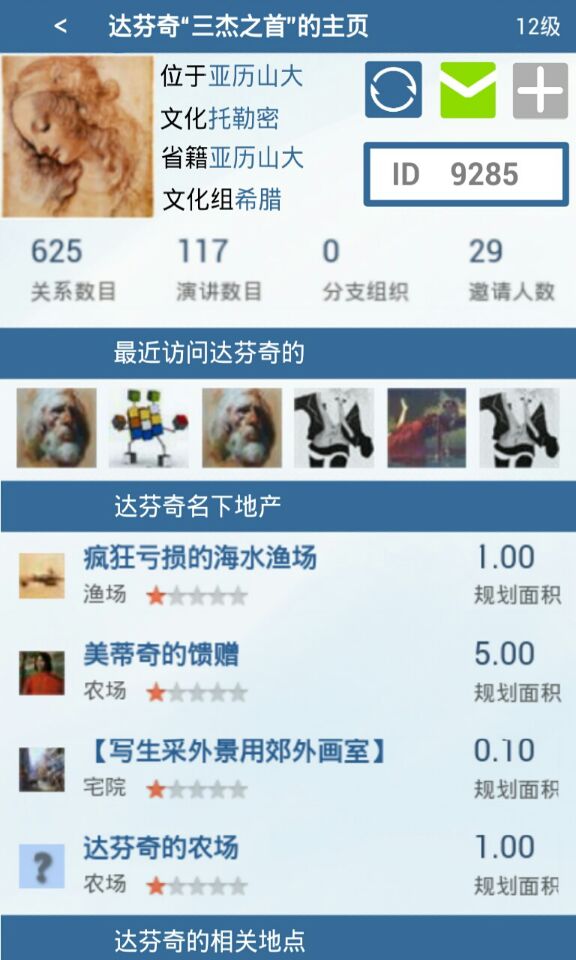 < 达芬奇“三杰之首”的主页 12级
位于亚历山大
文化托勒密
省籍亚历山大
文化组希腊
ID 9285
625 117 0 29
关系数目 演讲数目 分支组织 邀请人数
最近访问达芬奇的
达芬奇名下地产
疯狂亏损的海水渔场 1.00
渔场 规划面积
美蒂奇的馈赠 5.00
农场 规划面积
【写生采外景用郊外画室】 0.10
宅院 规划面积
达芬奇的农场 1.00
农场 规划面积
达芬奇的相关地点